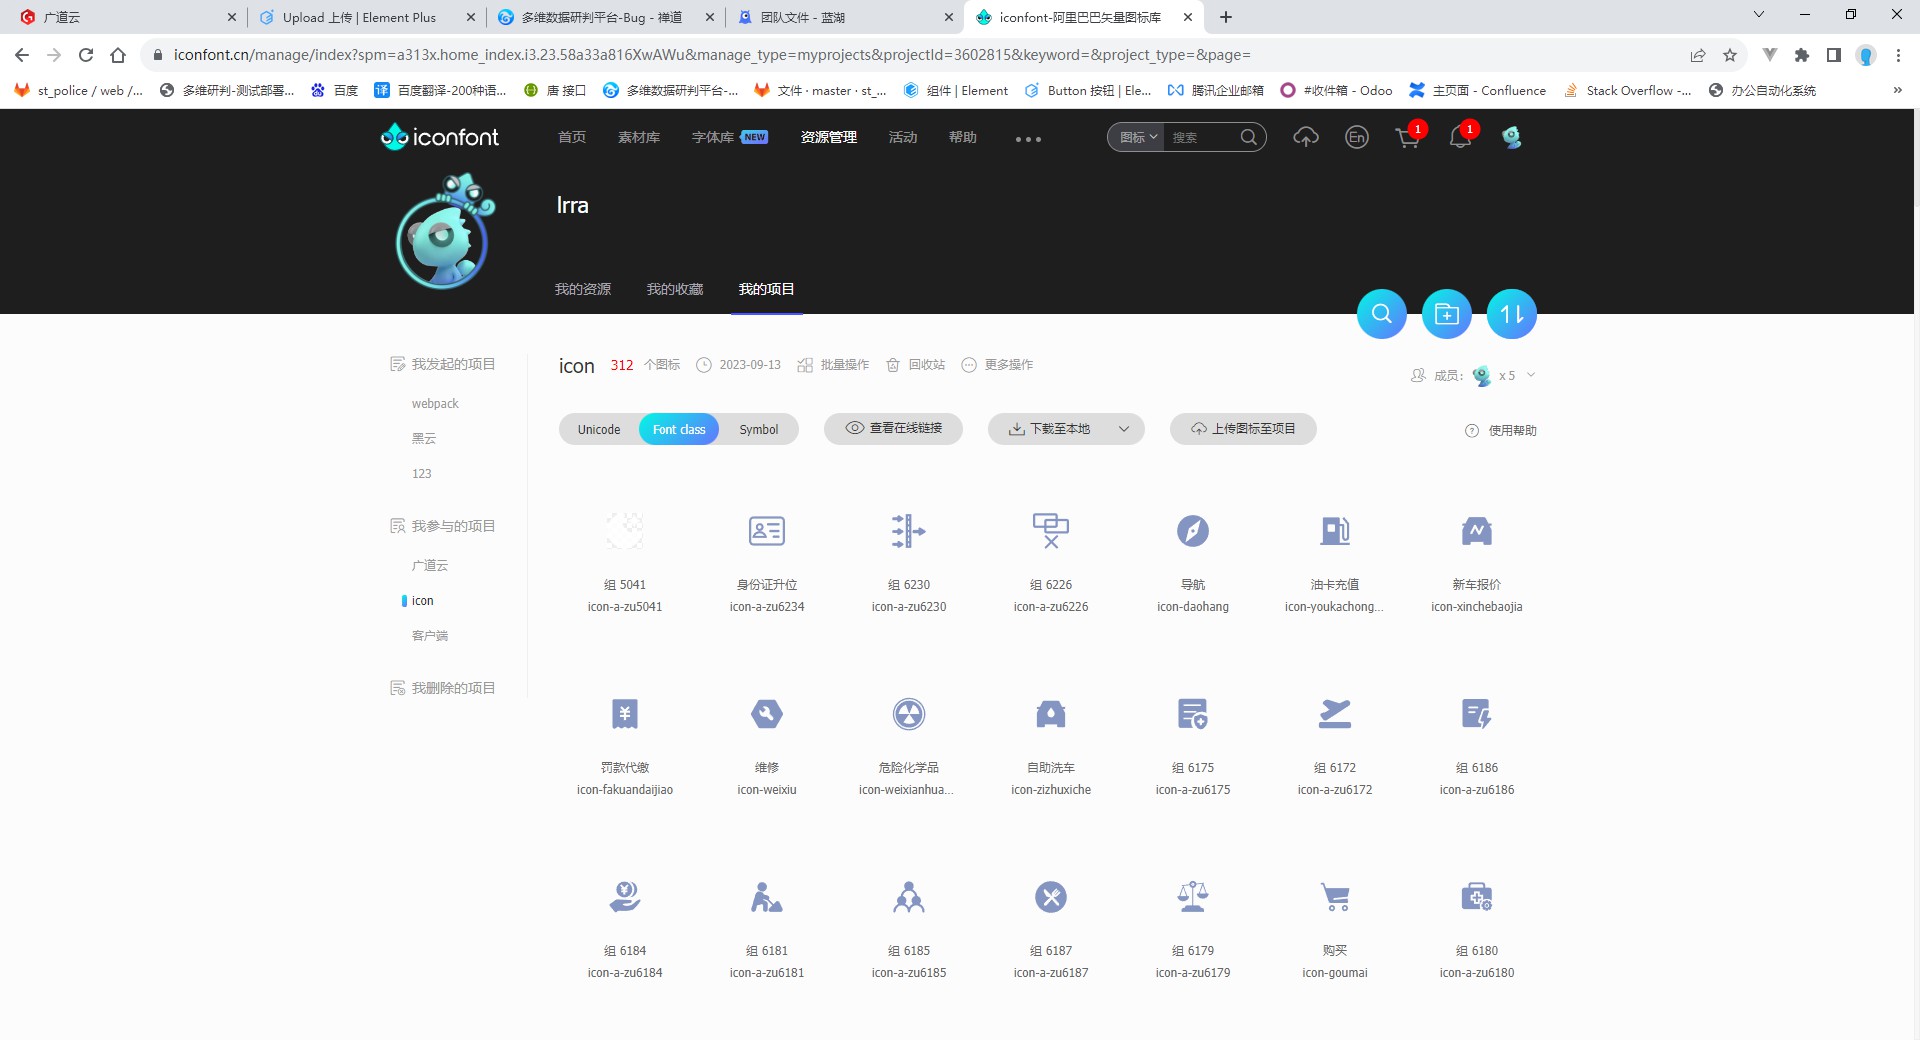 广道云
Upload 上传 | Element Plus
多维数据研判平台-Bug - 禅道
团队文件 - 蓝湖
iconfont-阿里巴巴矢量图标库
iconfont.cn/manage/index?spm=a313x.home_index.i3.23.58a33a816XwAWu&manage_type=myprojects&projectId=3602815&keyword=&project_type=&page=
st_police / web /...
多维研判-测试部署...
百度
译 百度翻译-200种语...
唐 接口
多维数据研判平台-...
文件 · master · st_...
组件 | Element
Button 按钮 | Ele...
腾讯企业邮箱
#收件箱 - Odoo
主页面 - Confluence
Stack Overflow -...
办公自动化系统
»
iconfont
首页
素材库
字体库 NEW
资源管理
活动
帮助
图标
搜索
En
1
1
lrra
我的资源
我的收藏
我的项目
我发起的项目
webpack
黑云
123
我参与的项目
广道云
icon
客户端
我删除的项目
icon 312 个图标 2023-09-13 批量操作 回收站 更多操作
成员: x 5
Unicode Font class Symbol
查看在线链接
下载至本地
上传图标至项目
使用帮助
组 5041
icon-a-zu5041
身份证升位
icon-a-zu6234
组 6230
icon-a-zu6230
组 6226
icon-a-zu6226
导航
icon-daohang
油卡充值
icon-youkachong...
新车报价
icon-xinchebaojia
罚款代缴
icon-fakuandaijiao
维修
icon-weixiu
危险化学品
icon-weixianhua...
自助洗车
icon-zizhuxiche
组 6175
icon-a-zu6175
组 6172
icon-a-zu6172
组 6186
icon-a-zu6186
组 6184
icon-a-zu6184
组 6181
icon-a-zu6181
组 6185
icon-a-zu6185
组 6187
icon-a-zu6187
组 6179
icon-a-zu6179
购买
icon-goumai
组 6180
icon-a-zu6180